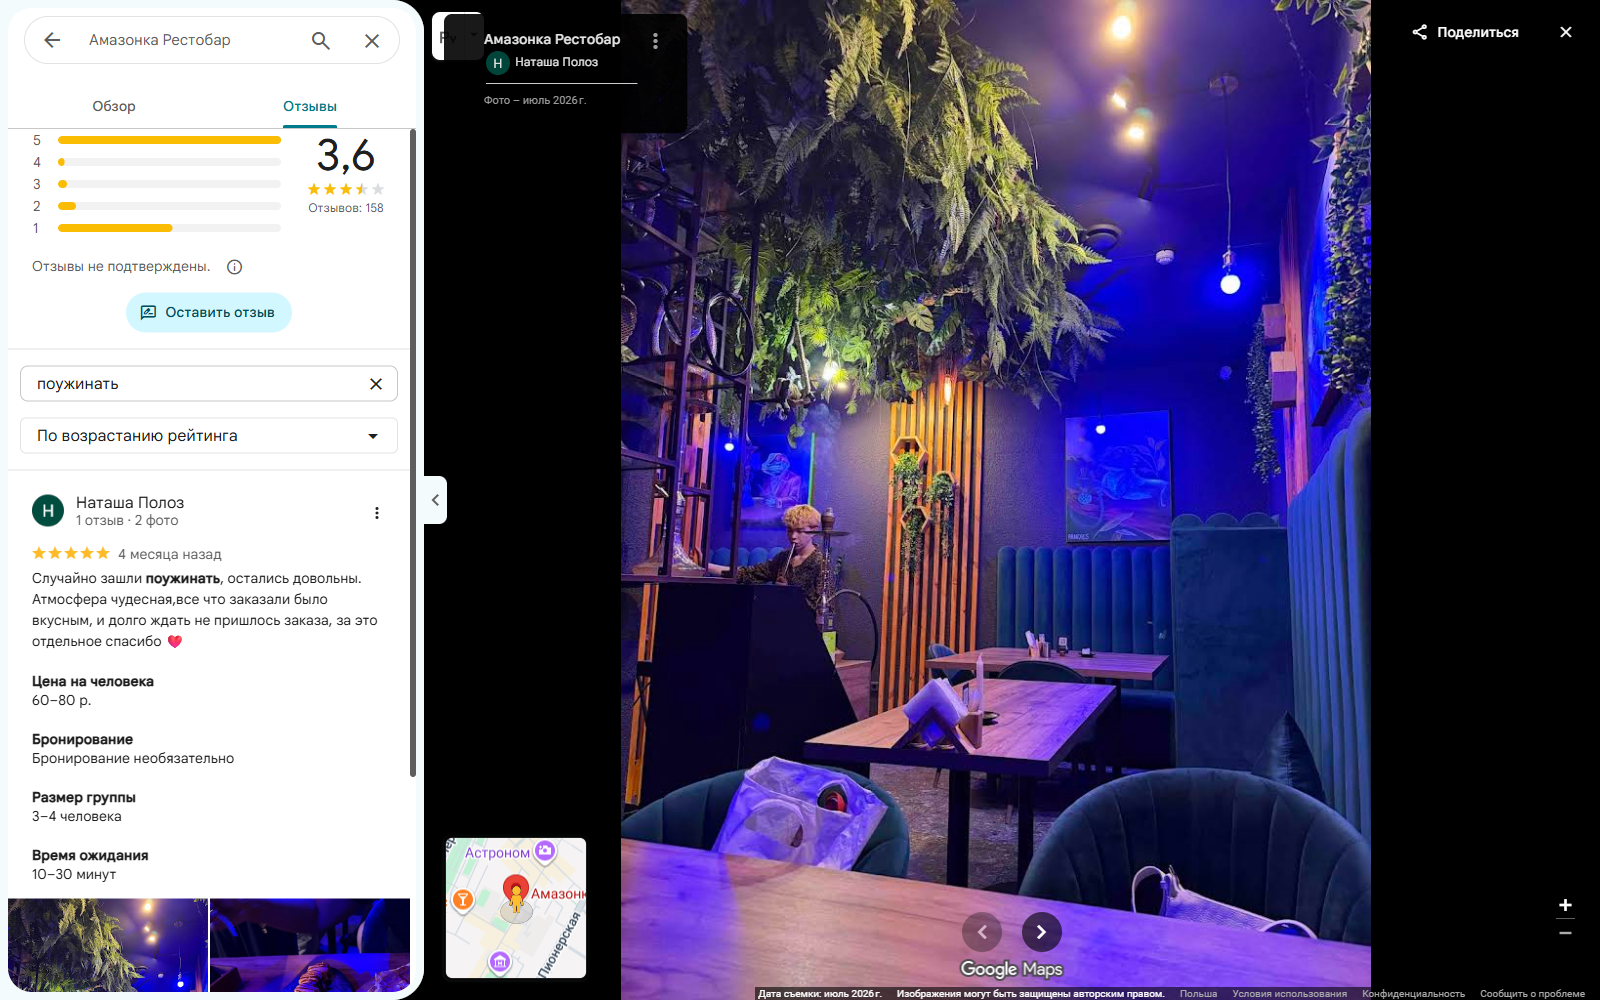 Амазонка Рестобар
Обзор
Отзывы
5
4
3
2
1
3,6
Отзывов: 158
Отзывы не подтверждены.
Оставить отзыв
поужинать
По возрастанию рейтинга
Н
Наташа Полоз
1 отзыв · 2 фото
4 месяца назад
Случайно зашли поужинать, остались довольны.
Атмосфера чудесная,все что заказали было
вкусным, и долго ждать не пришлось заказа, за это
отдельное спасибо ❤️
Цена на человека
60–80 р.
Бронирование
Бронирование необязательно
Размер группы
3–4 человека
Время ожидания
10–30 минут
Амазонка Рестобар
Н Наташа Полоз
Фото – июль 2026 г.
Поделиться
Астроном
Амазонк
Пионерская
Google Maps
Дата съемки: июль 2026 г. Изображения могут быть защищены авторским правом. Польша Условия использования Конфиденциальность Сообщить о проблеме